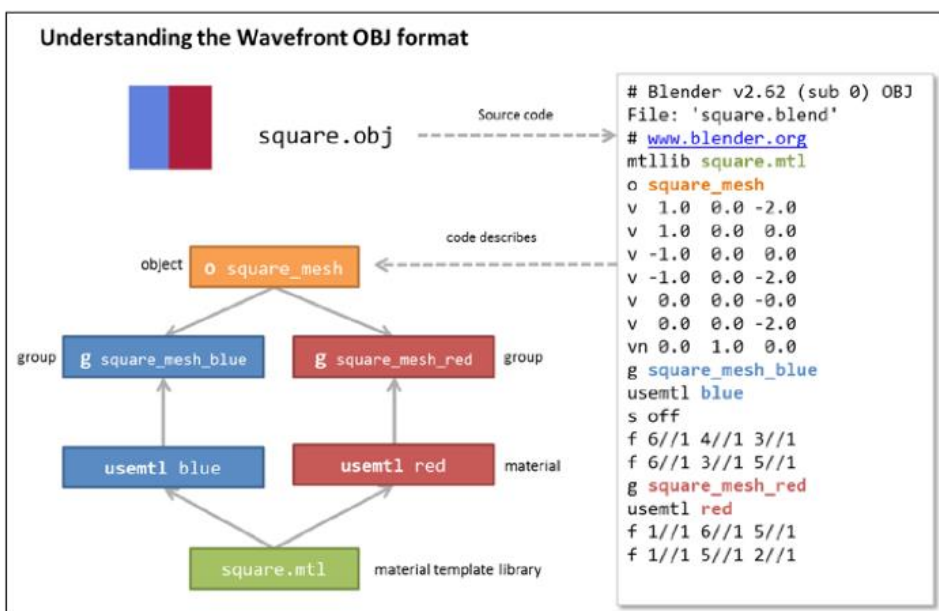 Understanding the Wavefront OBJ format
square.obj
Source code
code describes
object
o square_mesh
group
g square_mesh_blue
g square_mesh_red
group
usemtl blue
usemtl red
material
square.mtl
material template library
# Blender v2.62 (sub 0) OBJ
File: 'square.blend'
# www.blender.org
mtllib square.mtl
o square_mesh
v 1.0 0.0 -2.0
v 1.0 0.0 0.0
v -1.0 0.0 0.0
v -1.0 0.0 -2.0
v 0.0 0.0 -0.0
v 0.0 0.0 -2.0
vn 0.0 1.0 0.0
g square_mesh_blue
usemtl blue
s off
f 6//1 4//1 3//1
f 6//1 3//1 5//1
g square_mesh_red
usemtl red
f 1//1 6//1 5//1
f 1//1 5//1 2//1